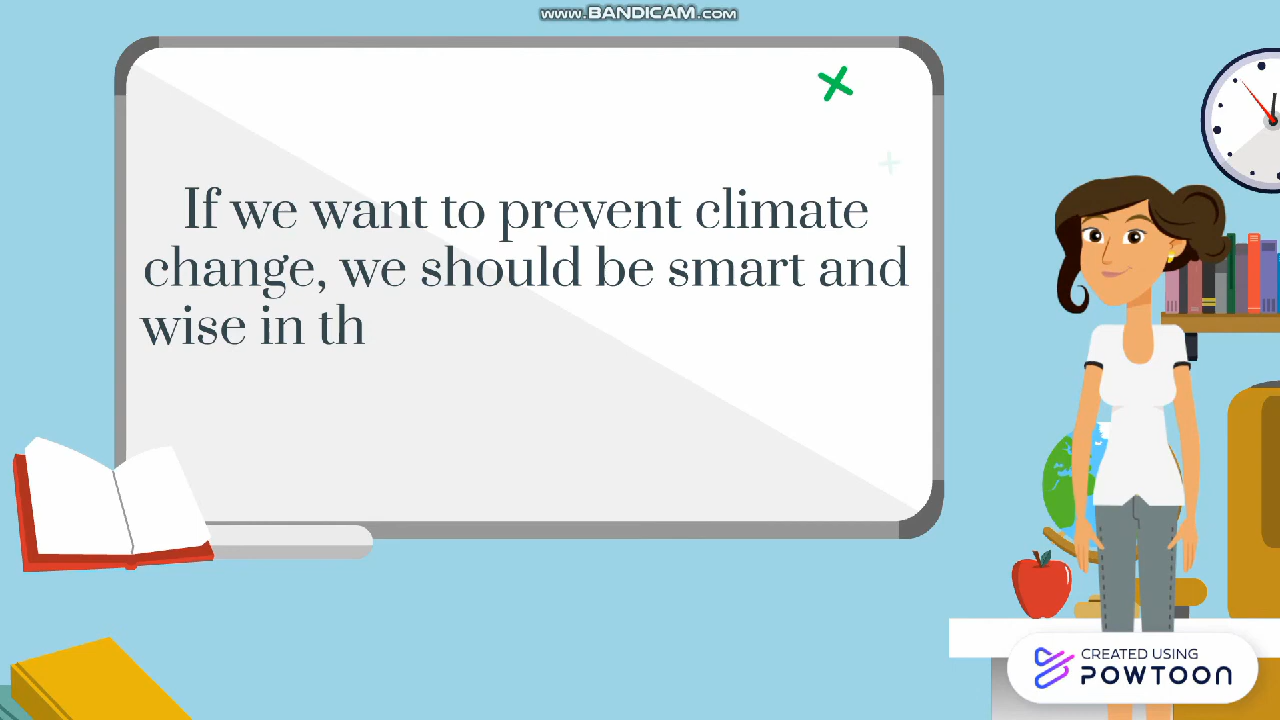 www.BANDICAM.com
If we want to prevent climate
change, we should be smart and
wise in th
CREATED USING
POWTOON